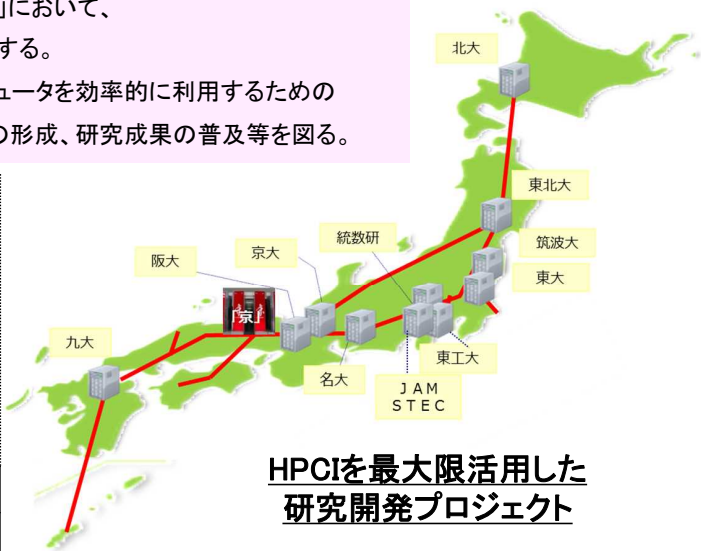 」において、
する。
ュータを効率的に利用するための
の形成、研究成果の普及等を図る。
北大
東北大
筑波大
東大
統数研
京大
阪大
「京」
九大
名大
東工大
JAM
STEC
HPCIを最大限活用した
研究開発プロジェクト